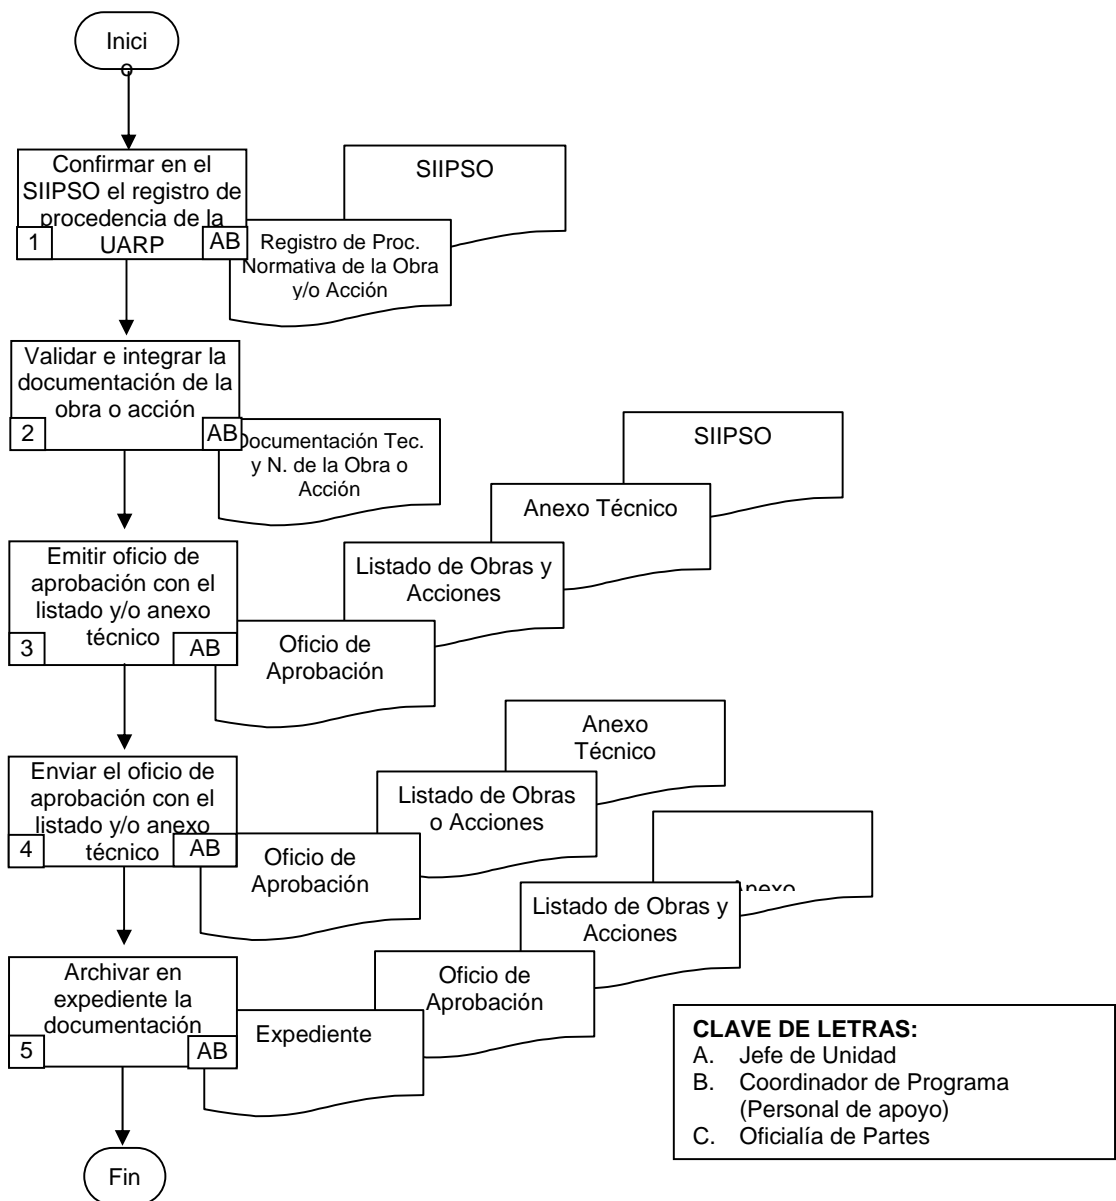 Inici
o
Confirmar en el
SIIPSO el registro de
procedencia de la
UARP
1
AB
SIIPSO
Registro de Proc.
Normativa de la Obra
y/o Acción
Validar e integrar la
documentación de la
obra o acción
2
AB
Documentación Tec.
y N. de la Obra o
Acción
SIIPSO
Anexo Técnico
Listado de Obras y
Acciones
Emitir oficio de
aprobación con el
listado y/o anexo
técnico
3
AB
Oficio de
Aprobación
Anexo
Técnico
Listado de Obras
o Acciones
Enviar el oficio de
aprobación con el
listado y/o anexo
técnico
4
AB
Oficio de
Aprobación
Anexo
Listado de Obras y
Acciones
Oficio de
Aprobación
Archivar en
expediente la
documentación
5
AB
Expediente
CLAVE DE LETRAS:
A. Jefe de Unidad
B. Coordinador de Programa
(Personal de apoyo)
C. Oficialía de Partes
Fin